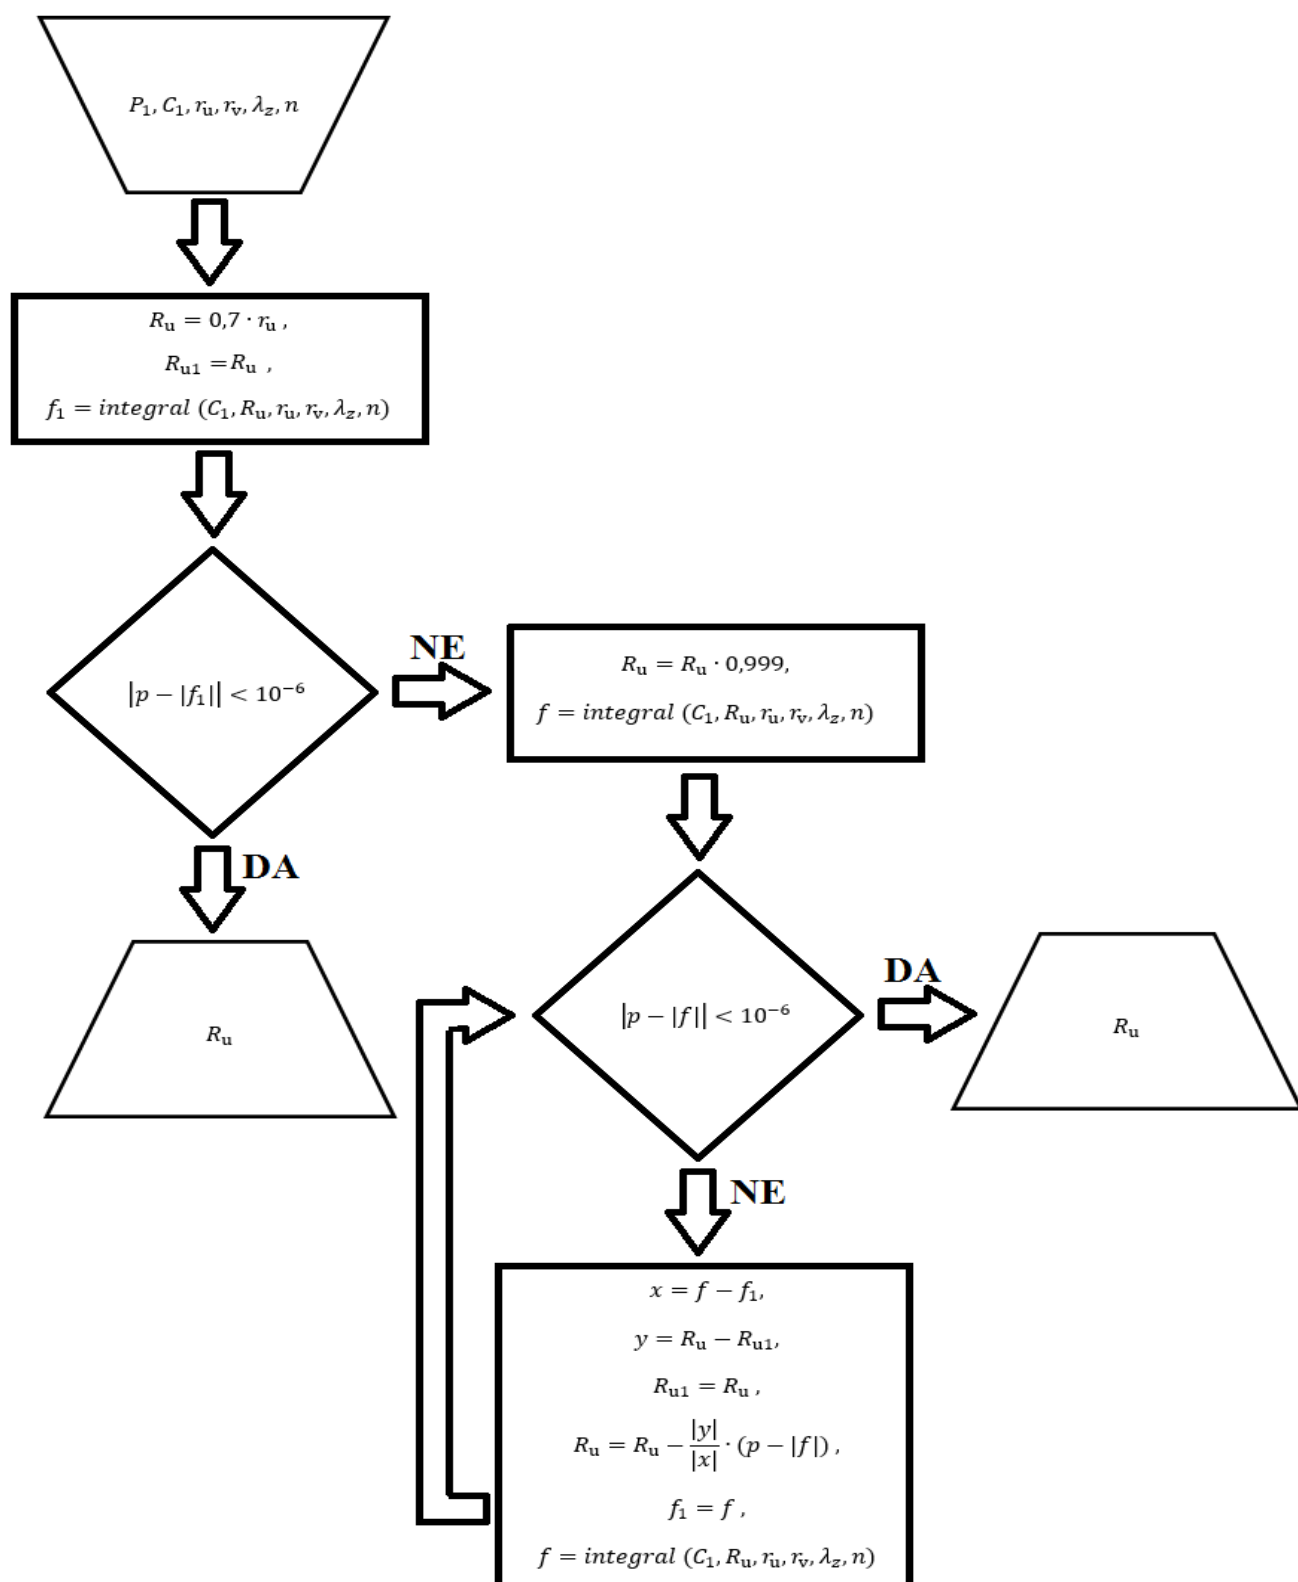 P₁, C₁, r_u, r_v, λ_z, n
R_u = 0,7 · r_u ,
R_u1 = R_u ,
f₁ = integral (C₁, R_u, r_u, r_v, λ_z, n)
|p − |f₁|| < 10⁻⁶
NE
R_u = R_u · 0,999,
f = integral (C₁, R_u, r_u, r_v, λ_z, n)
DA
R_u
|p − |f|| < 10⁻⁶
DA
R_u
NE
x = f − f₁,
y = R_u − R_u1,
R_u1 = R_u ,
R_u = R_u − |y|/|x| · (p − |f|) ,
f₁ = f ,
f = integral (C₁, R_u, r_u, r_v, λ_z, n)